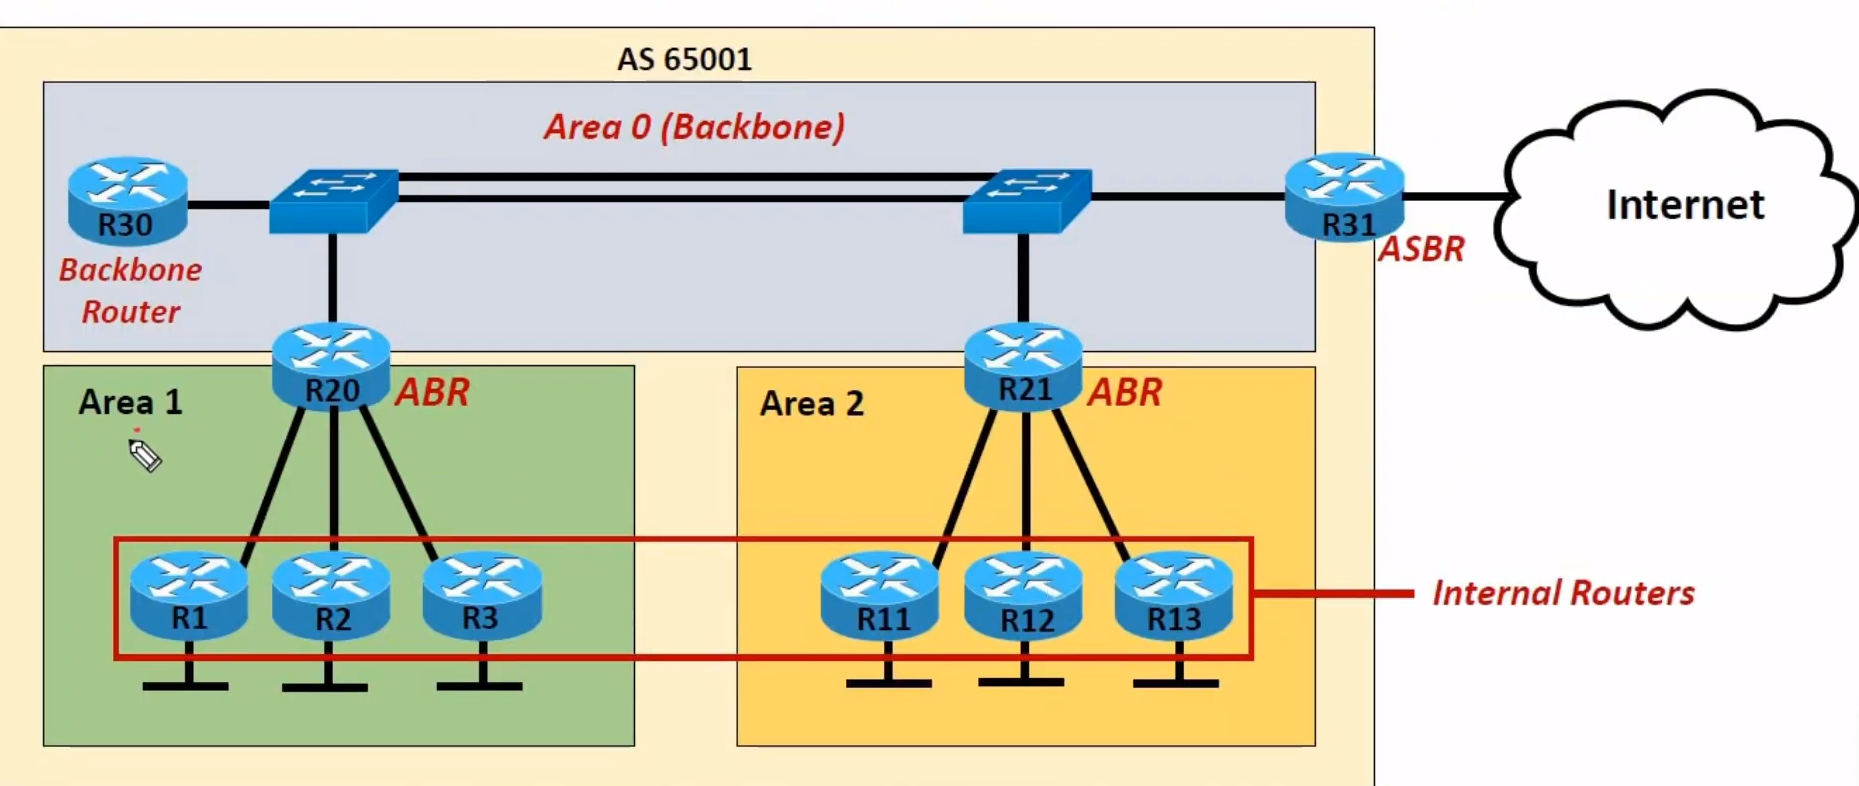 AS 65001
Area 0 (Backbone)
R30
Backbone
Router
R31
ASBR
Internet
R20
ABR
R21
ABR
Area 1
Area 2
R1
R2
R3
R11
R12
R13
Internal Routers